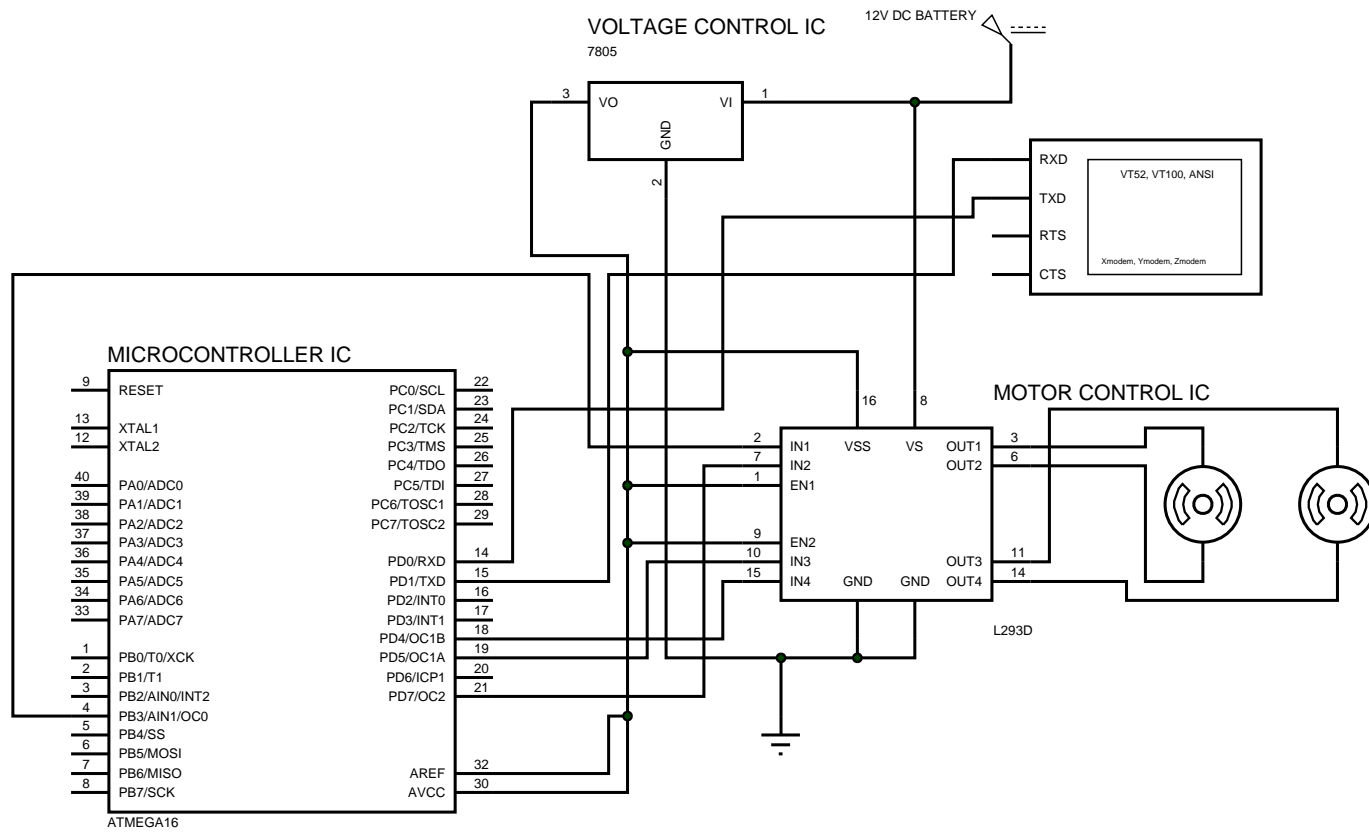 12V DC BATTERY
VOLTAGE CONTROL IC
7805
3 VO VI 1
GND
2
RXD
TXD
RTS
CTS
VT52, VT100, ANSI
Xmodem, Ymodem, Zmodem
MICROCONTROLLER IC
9 RESET PC0/SCL 22
PC1/SDA 23
13 XTAL1 PC2/TCK 24
12 XTAL2 PC3/TMS 25
PC4/TDO 26
40 PA0/ADC0 PC5/TDI 27
39 PA1/ADC1 PC6/TOSC1 28
38 PA2/ADC2 PC7/TOSC2 29
37 PA3/ADC3
36 PA4/ADC4 PD0/RXD 14
35 PA5/ADC5 PD1/TXD 15
34 PA6/ADC6 PD2/INT0 16
33 PA7/ADC7 PD3/INT1 17
PD4/OC1B 18
1 PB0/T0/XCK PD5/OC1A 19
2 PB1/T1 PD6/ICP1 20
3 PB2/AIN0/INT2 PD7/OC2 21
4 PB3/AIN1/OC0
5 PB4/SS
6 PB5/MOSI
7 PB6/MISO AREF 32
8 PB7/SCK AVCC 30
ATMEGA16
MOTOR CONTROL IC
16 8
2 IN1 VSS VS OUT1 3
7 IN2 OUT2 6
1 EN1
9 EN2
10 IN3 OUT3 11
15 IN4 GND GND OUT4 14
L293D